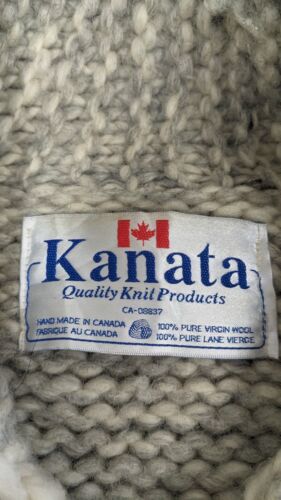 Kanata
Quality Knit Products
CA-08837
HAND MADE IN CANADA
FABRIQUE AU CANADA
100% PURE VIRGIN WOOL
100% PURE LANE VIERGE